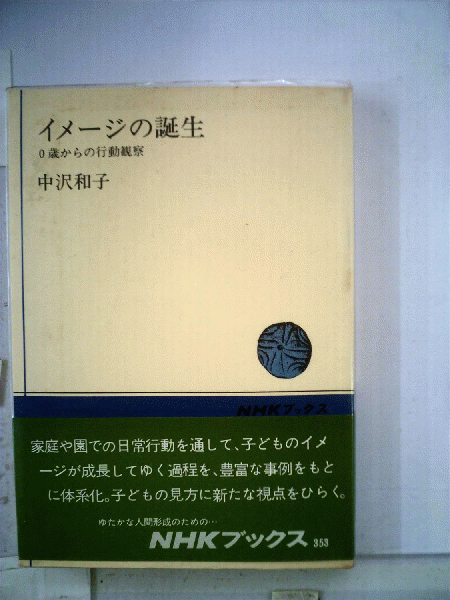 イメージの誕生
0歳からの行動観察
中沢和子
NHKブックス
家庭や園での日常行動を通して、子どものイメ
ージが成長してゆく過程を、豊富な事例をもと
に体系化。子どもの見方に新たな視点をひらく。
ゆたかな人間形成のための…
NHKブックス 353